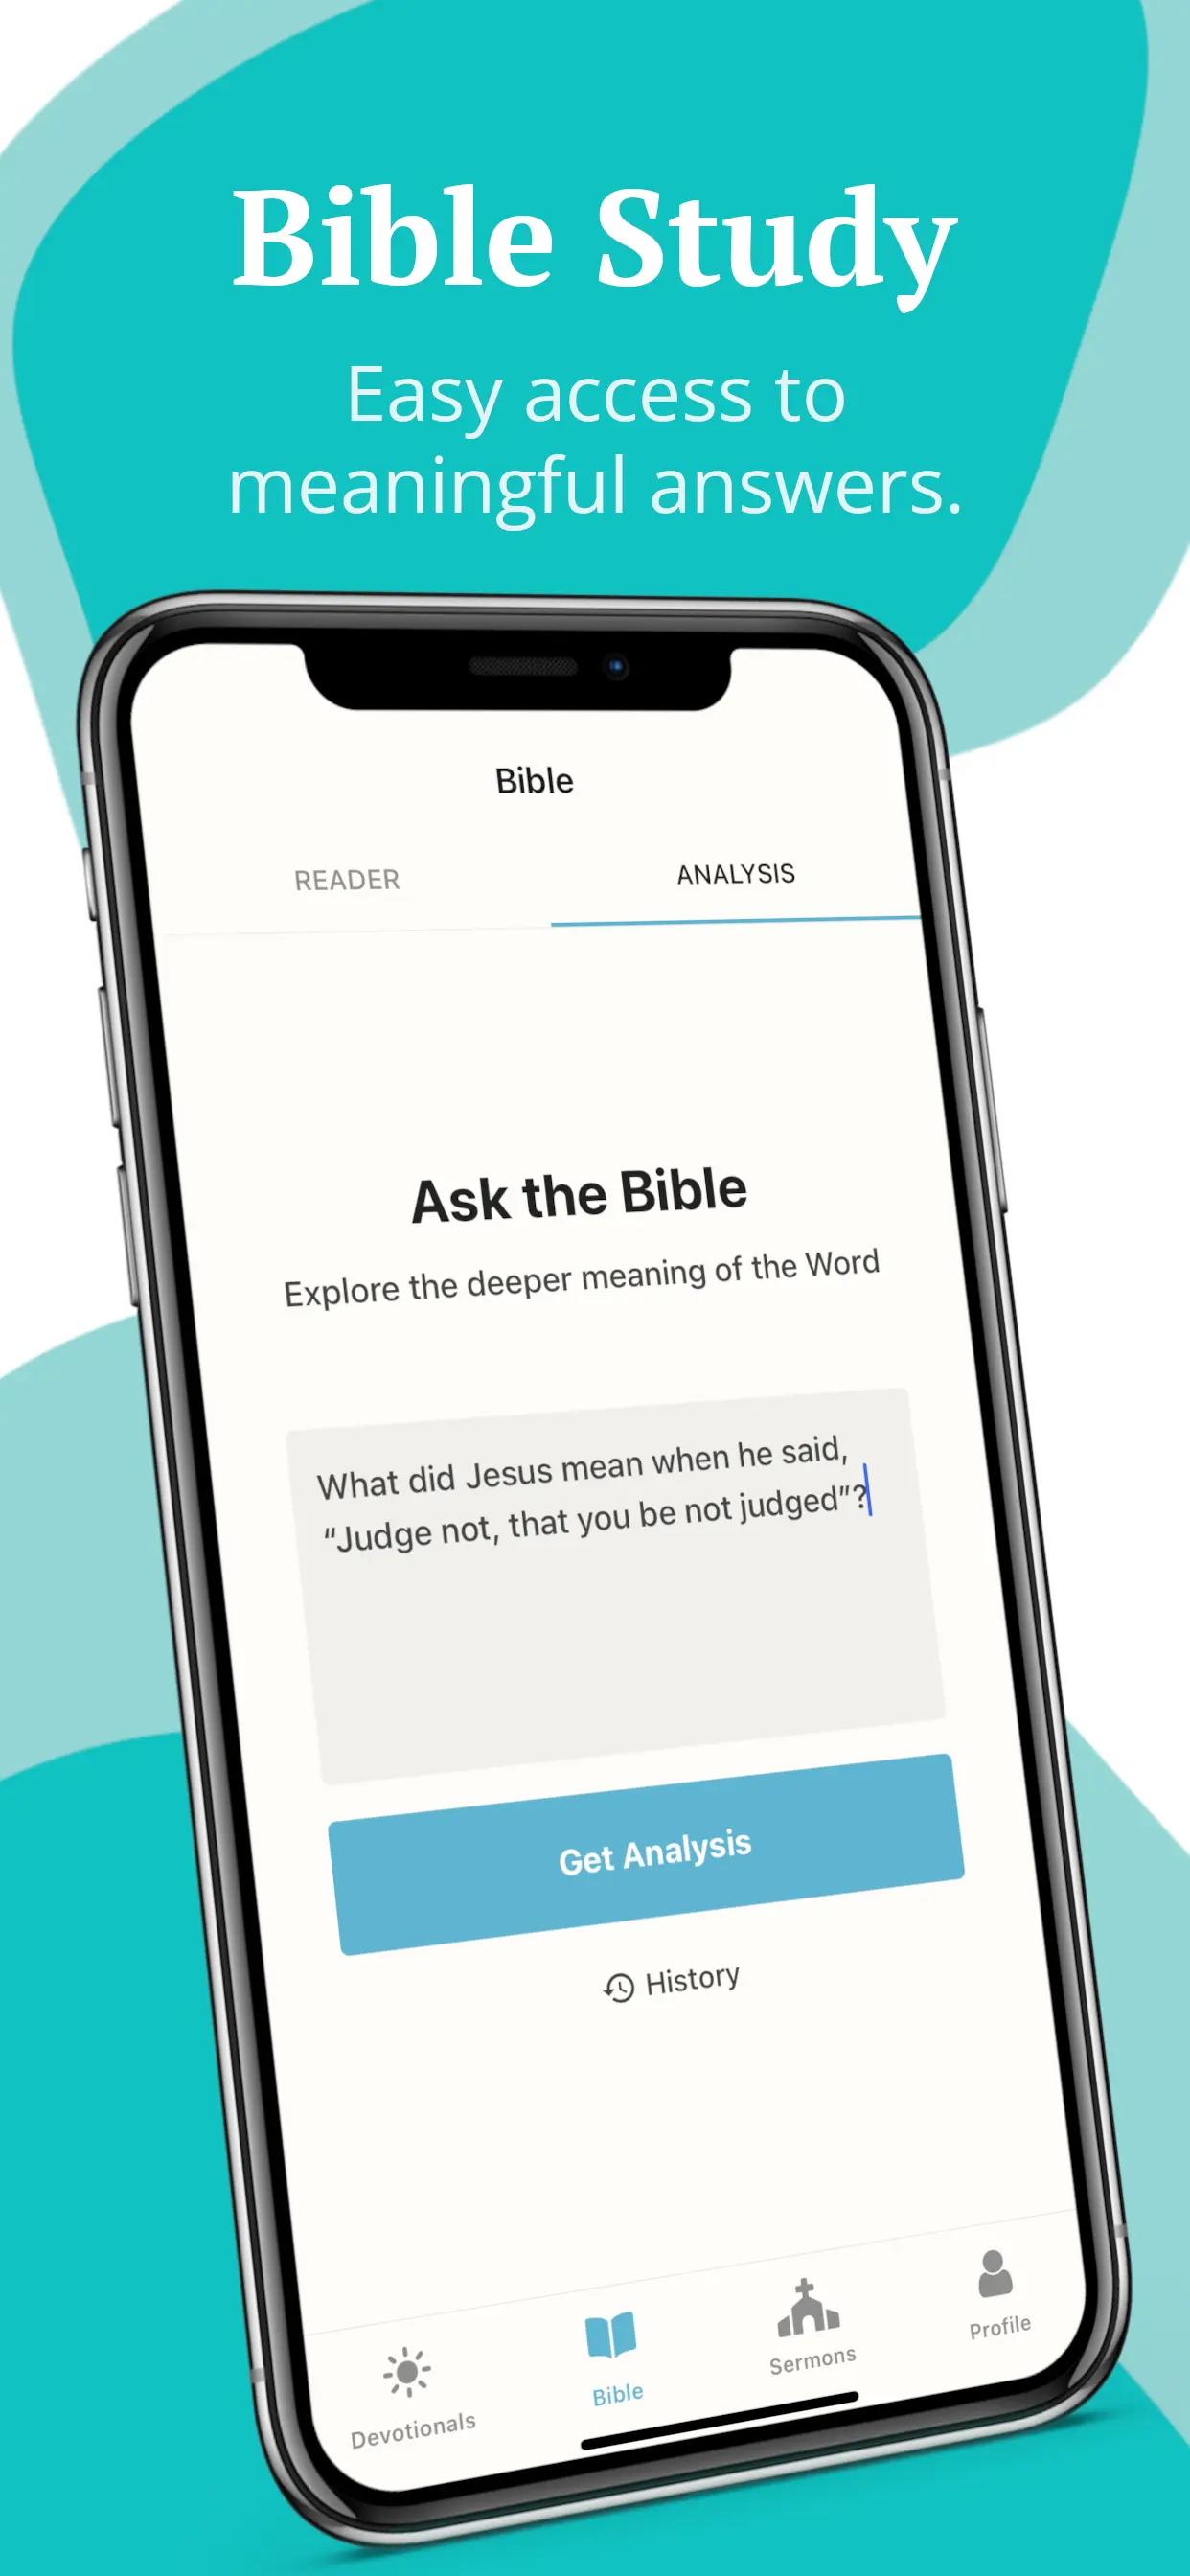 Bible Study
Easy access to
meaningful answers.
Bible
READER
ANALYSIS
Ask the Bible
Explore the deeper meaning of the Word
What did Jesus mean when he said,
“Judge not, that you be not judged”?
Get Analysis
History
Devotionals
Bible
Sermons
Profile